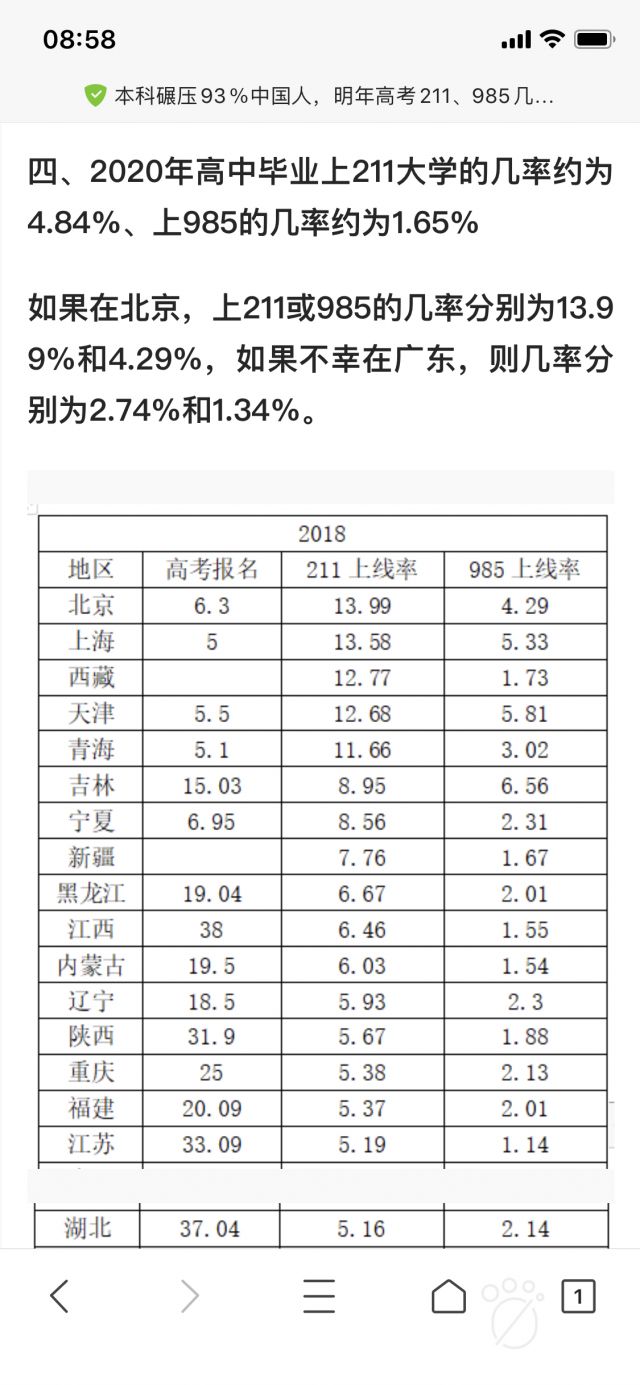 08:58
本科碾压93%中国人，明年高考211、985几...
四、2020年高中毕业上211大学的几率约为
4.84%、上985的几率约为1.65%
如果在北京，上211或985的几率分别为13.9
9%和4.29%，如果不幸在广东，则几率分
别为2.74%和1.34%。
2018
地区 高考报名 211 上线率 985 上线率
北京 6.3 13.99 4.29
上海 5 13.58 5.33
西藏 12.77 1.73
天津 5.5 12.68 5.81
青海 5.1 11.66 3.02
吉林 15.03 8.95 6.56
宁夏 6.95 8.56 2.31
新疆 7.76 1.67
黑龙江 19.04 6.67 2.01
江西 38 6.46 1.55
内蒙古 19.5 6.03 1.54
辽宁 18.5 5.93 2.3
陕西 31.9 5.67 1.88
重庆 25 5.38 2.13
福建 20.09 5.37 2.01
江苏 33.09 5.19 1.14
湖北 37.04 5.16 2.14
1